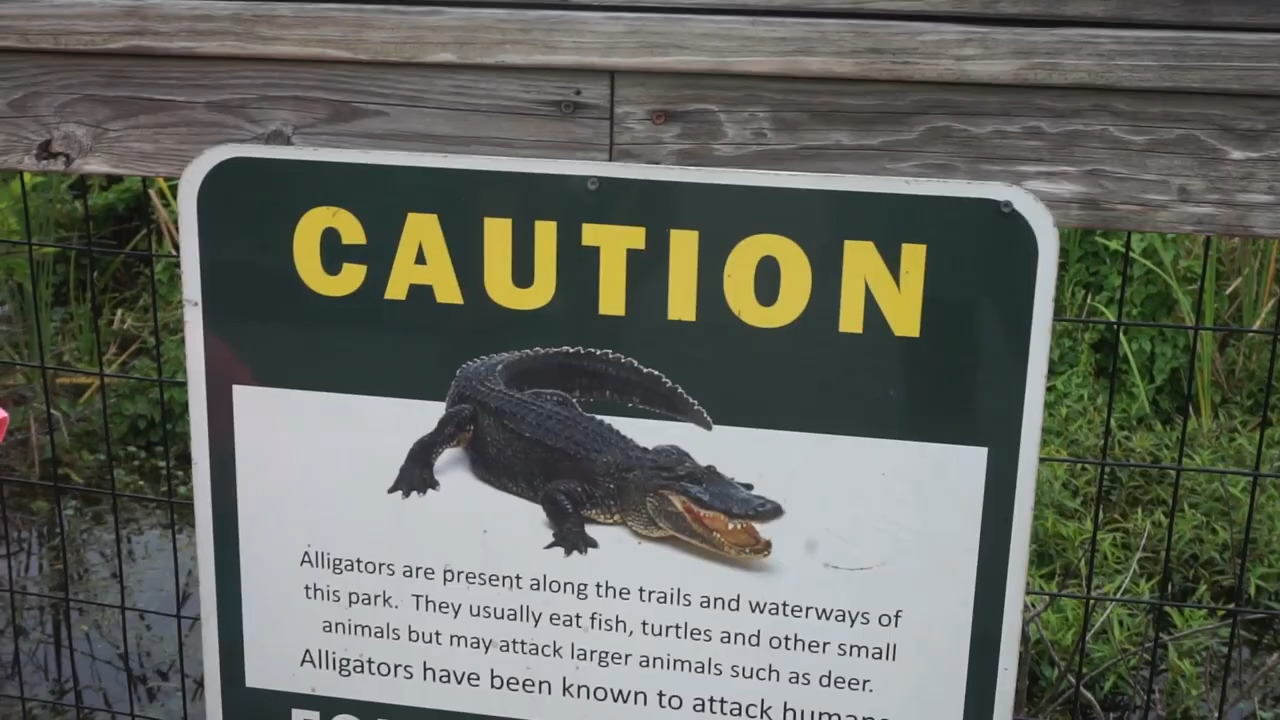 CAUTION
Alligators are present along the trails and waterways of
this park. They usually eat fish, turtles and other small
animals but may attack larger animals such as deer.
Alligators have been known to attack humans